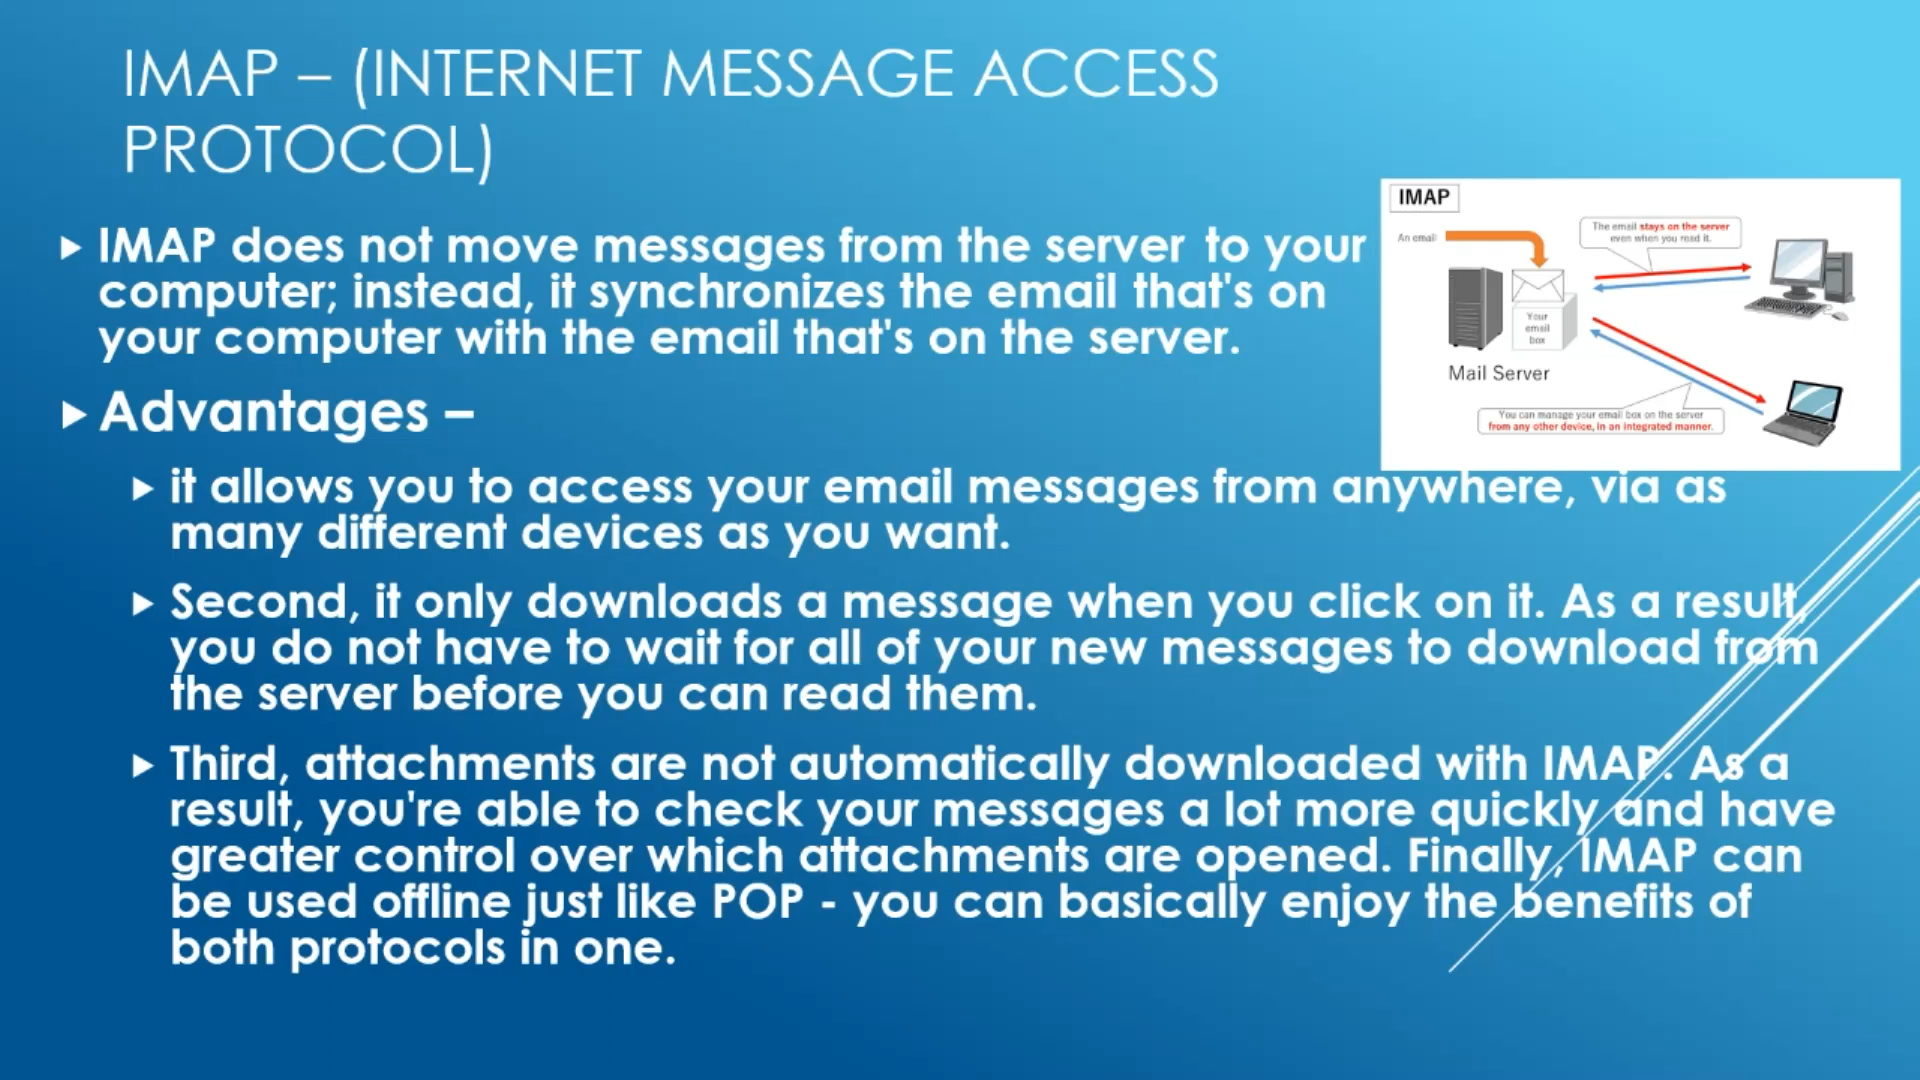 IMAP – (INTERNET MESSAGE ACCESS
PROTOCOL)
IMAP does not move messages from the server to your
computer; instead, it synchronizes the email that's on
your computer with the email that's on the server.
Advantages –
it allows you to access your email messages from anywhere, via as
many different devices as you want.
Second, it only downloads a message when you click on it. As a result,
you do not have to wait for all of your new messages to download from
the server before you can read them.
Third, attachments are not automatically downloaded with IMAP. As a
result, you're able to check your messages a lot more quickly and have
greater control over which attachments are opened. Finally, IMAP can
be used offline just like POP - you can basically enjoy the benefits of
both protocols in one.
IMAP
An email
The email stays on the server
even when you read it.
Your
email
box
Mail Server
You can manage your email box on the server
from any other device, in an integrated manner.